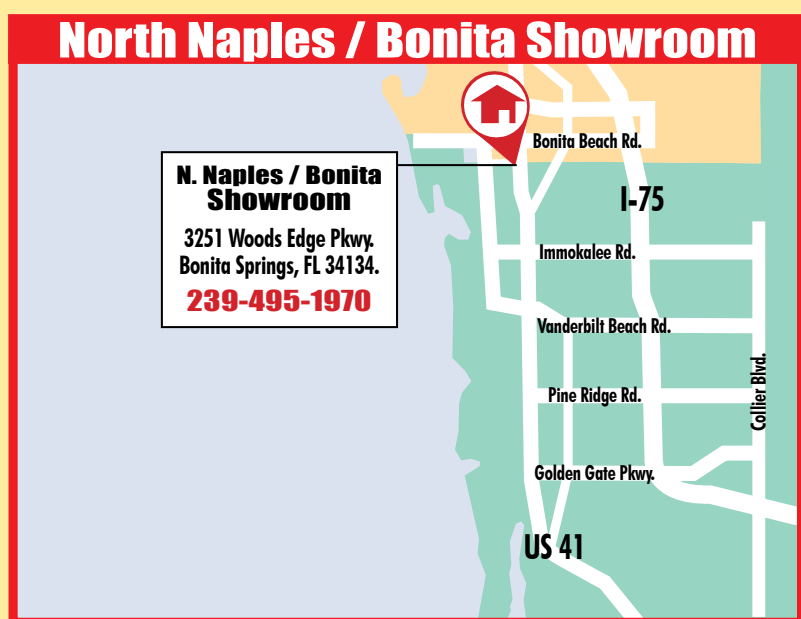 North Naples / Bonita Showroom
Bonita Beach Rd.
N. Naples / Bonita
Showroom
3251 Woods Edge Pkwy.
Bonita Springs, FL 34134.
239-495-1970
I-75
Immokalee Rd.
Vanderbilt Beach Rd.
Pine Ridge Rd.
Collier Blvd.
Golden Gate Pkwy.
US 41